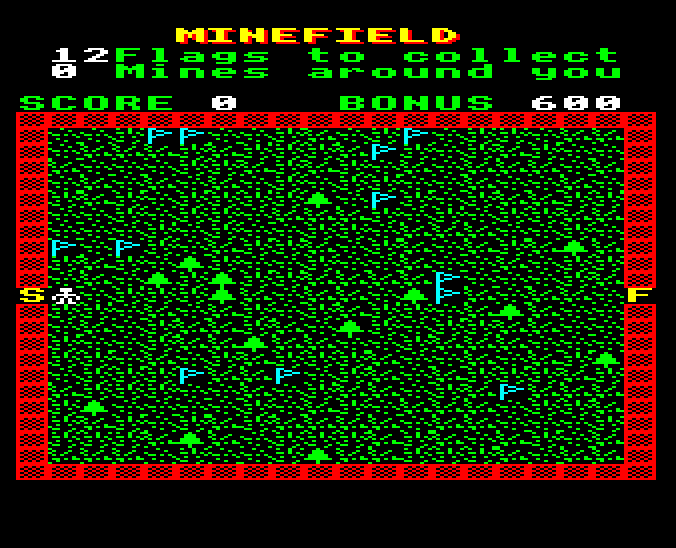 MINEFIELD
12 Flags to collect
0 Mines around you
SCORE 0 BONUS 600
S F